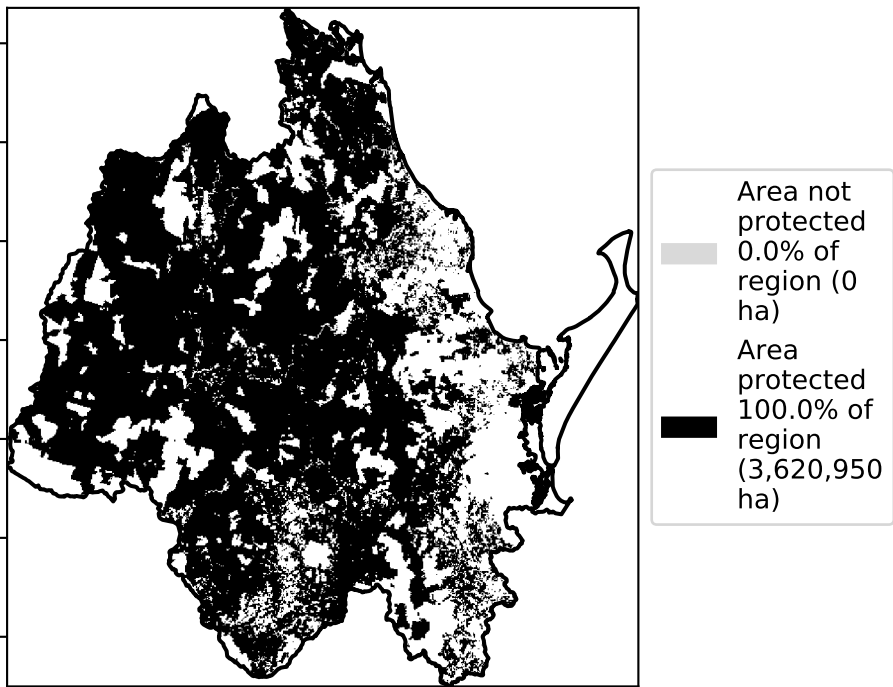 Area not
protected
0.0% of
region (0
ha)
Area
protected
100.0% of
region
(3,620,950
ha)